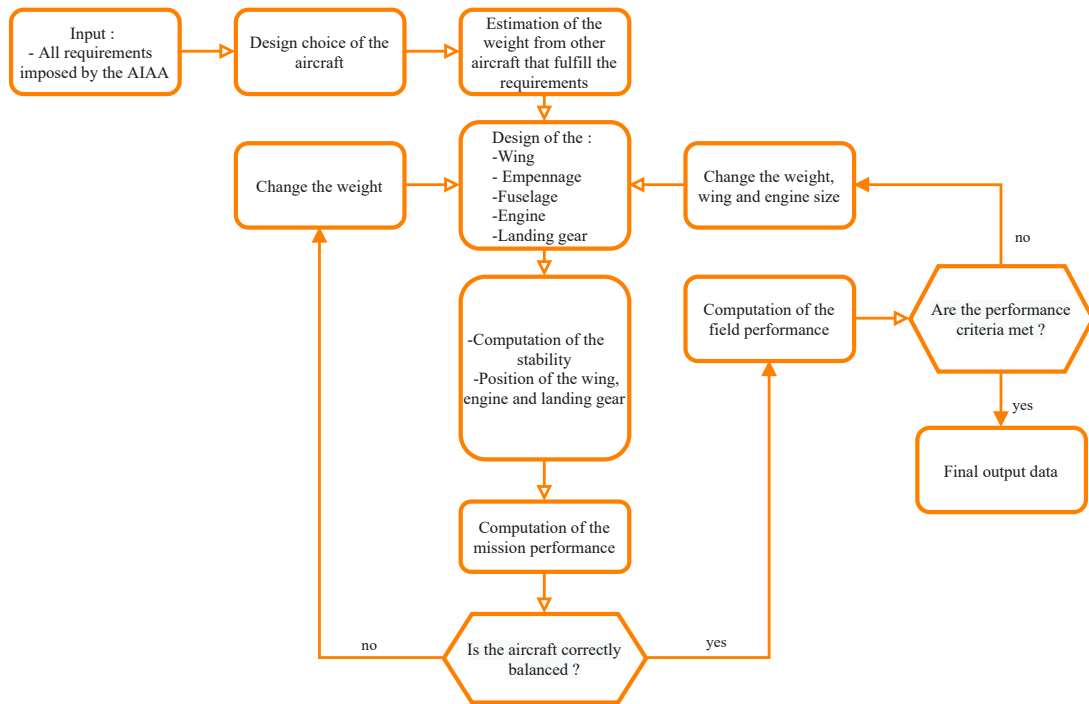 Input :
- All requirements
imposed by the AIAA
Design choice of the
aircraft
Estimation of the
weight from other
aircraft that fulfill the
requirements
Change the weight
Design of the :
-Wing
- Empennage
-Fuselage
-Engine
-Landing gear
Change the weight,
wing and engine size
no
-Computation of the
stability
-Position of the wing,
engine and landing gear
Computation of the
field performance
Are the performance
criteria met ?
yes
Final output data
Computation of the
mission performance
no
Is the aircraft correctly
balanced ?
yes